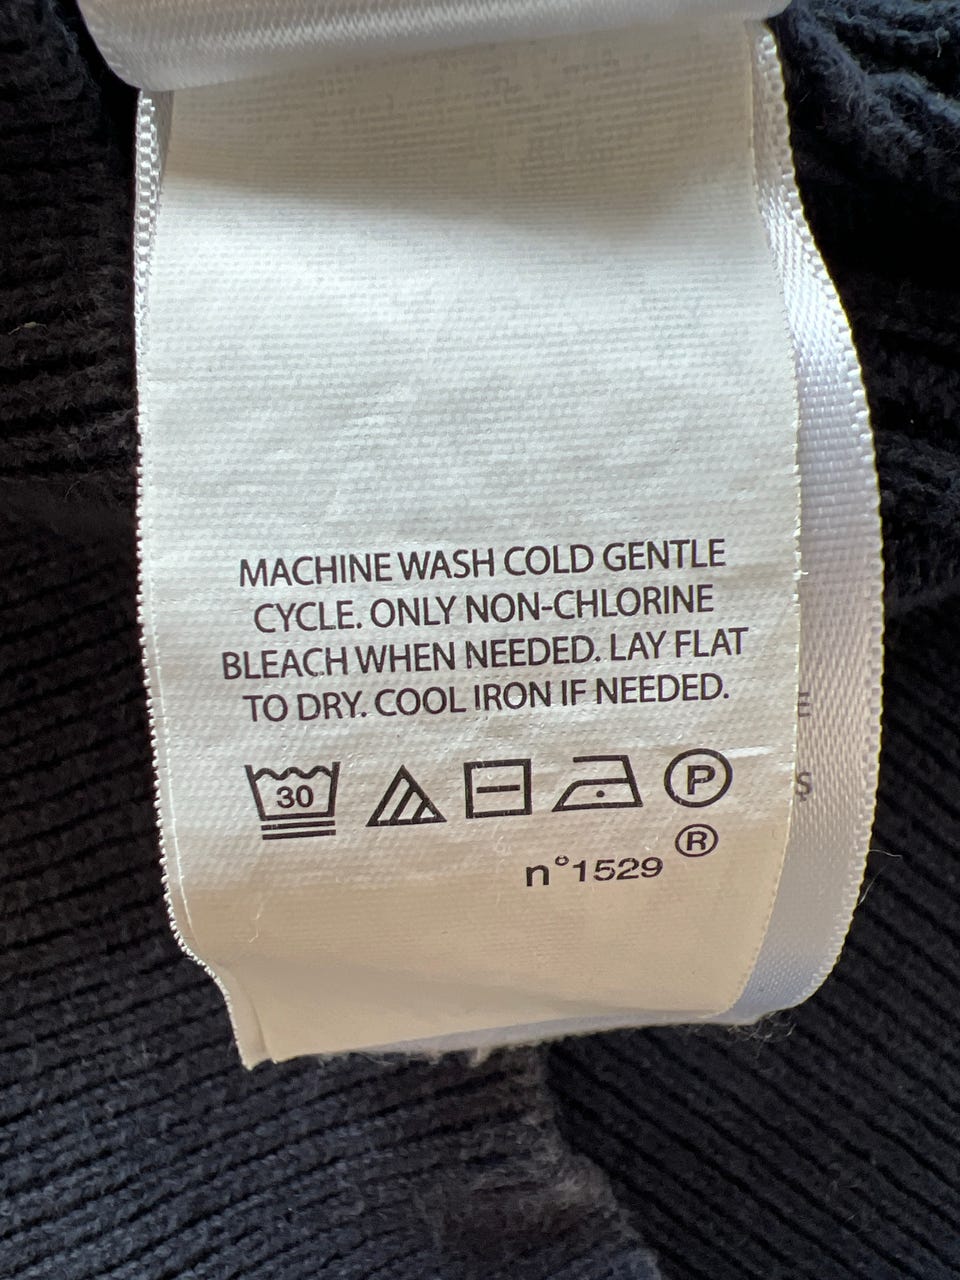 MACHINE WASH COLD GENTLE
CYCLE. ONLY NON-CHLORINE
BLEACH WHEN NEEDED. LAY FLAT
TO DRY. COOL IRON IF NEEDED.
30 P
n°1529 ®